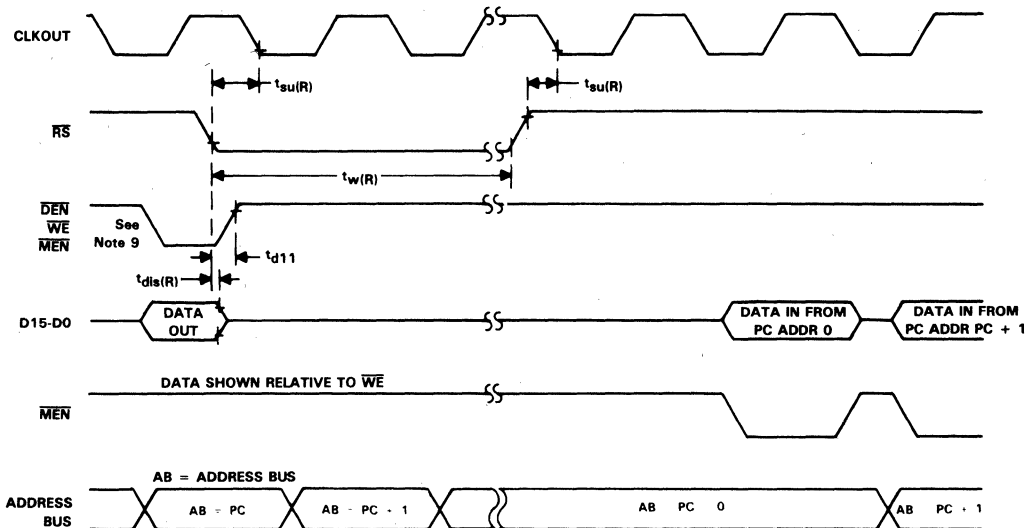 CLKOUT
tsu(R)
tsu(R)
RS
tw(R)
DEN
WE
MEN
See
Note 9
td11
tdis(R)
D15-D0
DATA
OUT
DATA IN FROM
PC ADDR 0
DATA IN FROM
PC ADDR PC + 1
DATA SHOWN RELATIVE TO WE
MEN
AB = ADDRESS BUS
ADDRESS
BUS
AB = PC
AB - PC + 1
AB PC 0
AB PC + 1